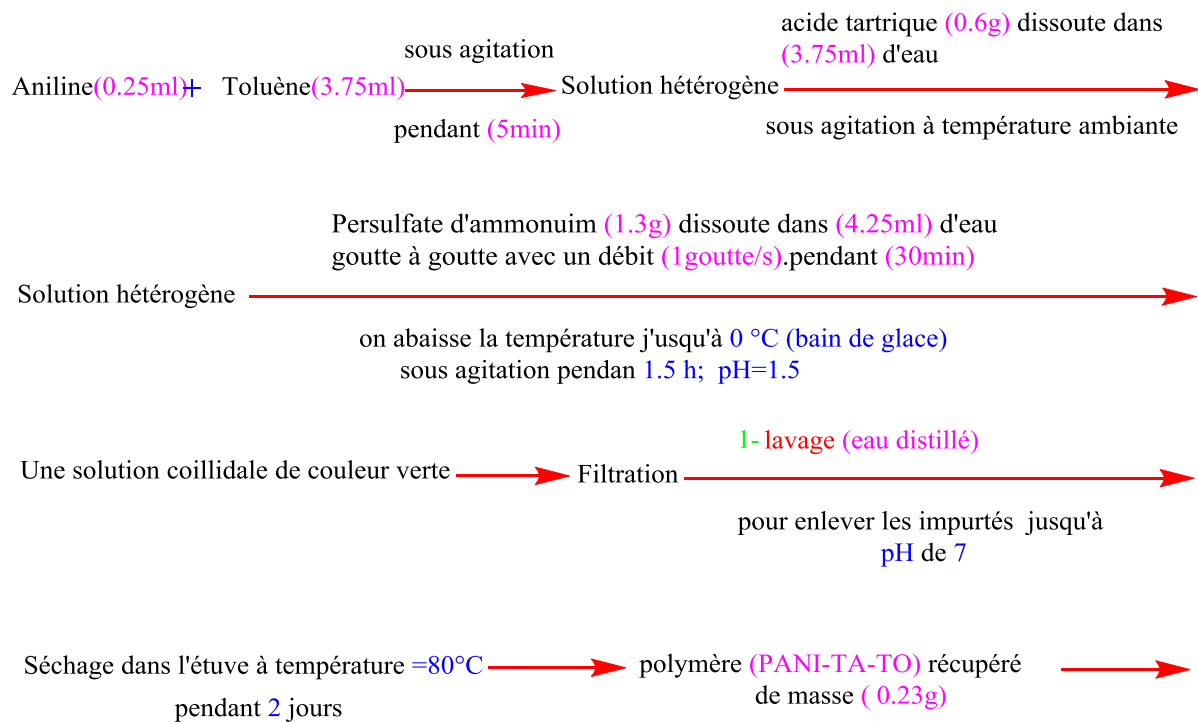 acide tartrique (0.6g) dissoute dans
(3.75ml) d'eau
sous agitation
Aniline(0.25ml)+ Toluène(3.75ml) Solution hétérogène
pendant (5min)
sous agitation à température ambiante
Persulfate d'ammonuim (1.3g) dissoute dans (4.25ml) d'eau
goutte à goutte avec un débit (1goutte/s).pendant (30min)
Solution hétérogène
on abaisse la température j'usqu'à 0 °C (bain de glace)
sous agitation pendan 1.5 h; pH=1.5
1- lavage (eau distillé)
Une solution coillidale de couleur verte Filtration
pour enlever les impurtés jusqu'à
pH de 7
Séchage dans l'étuve à température =80°C polymère (PANI-TA-TO) récupéré
de masse ( 0.23g)
pendant 2 jours